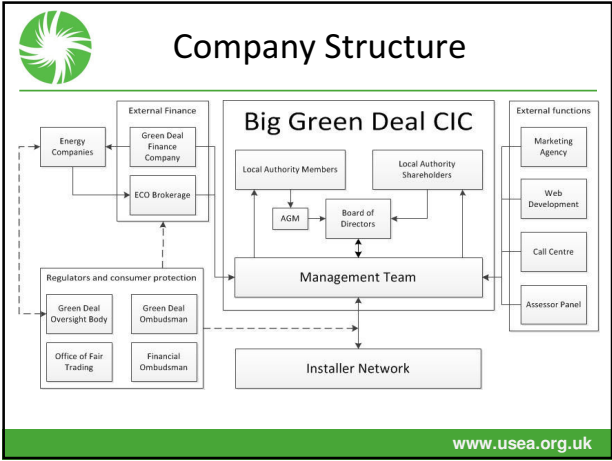 Company Structure
External Finance
Energy
Companies
Green Deal
Finance
Company
ECO Brokerage
Big Green Deal CIC
Local Authority Members
Local Authority
Shareholders
AGM
Board of
Directors
Management Team
External functions
Marketing
Agency
Web
Development
Call Centre
Assessor Panel
Regulators and consumer protection
Green Deal
Oversight Body
Green Deal
Ombudsman
Office of Fair
Trading
Financial
Ombudsman
Installer Network
www.usea.org.uk